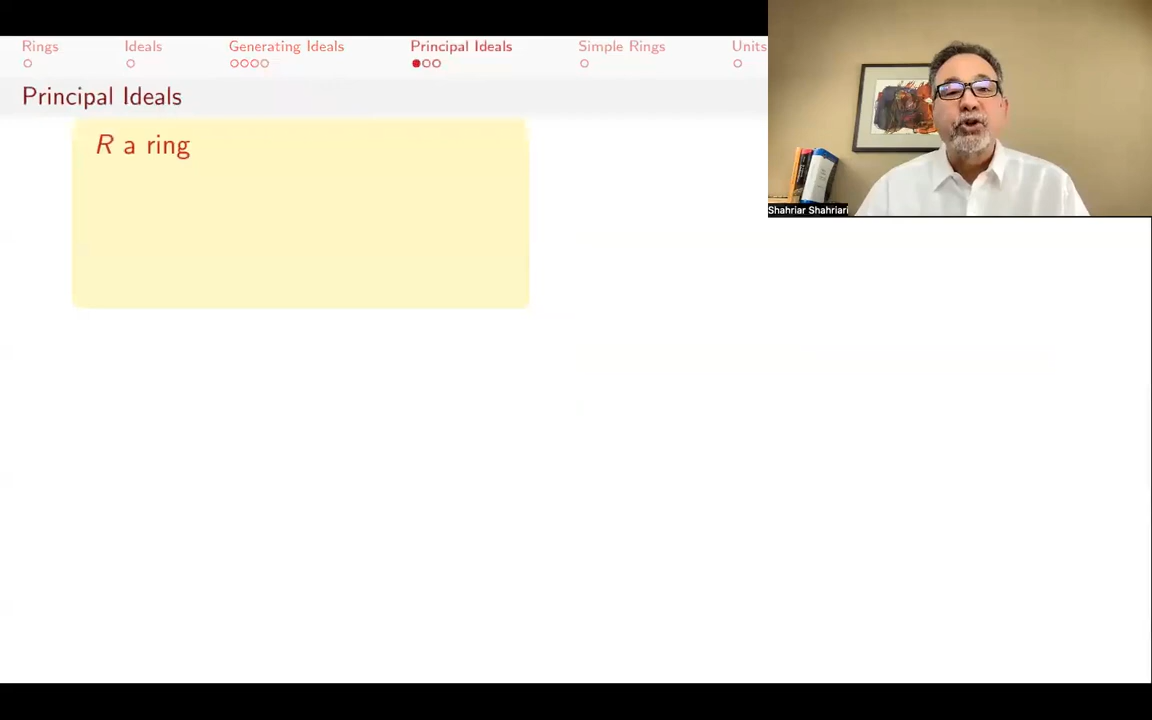 Rings Ideals Generating Ideals Principal Ideals Simple Rings Units
Principal Ideals
R a ring
Shahriar Shahriari